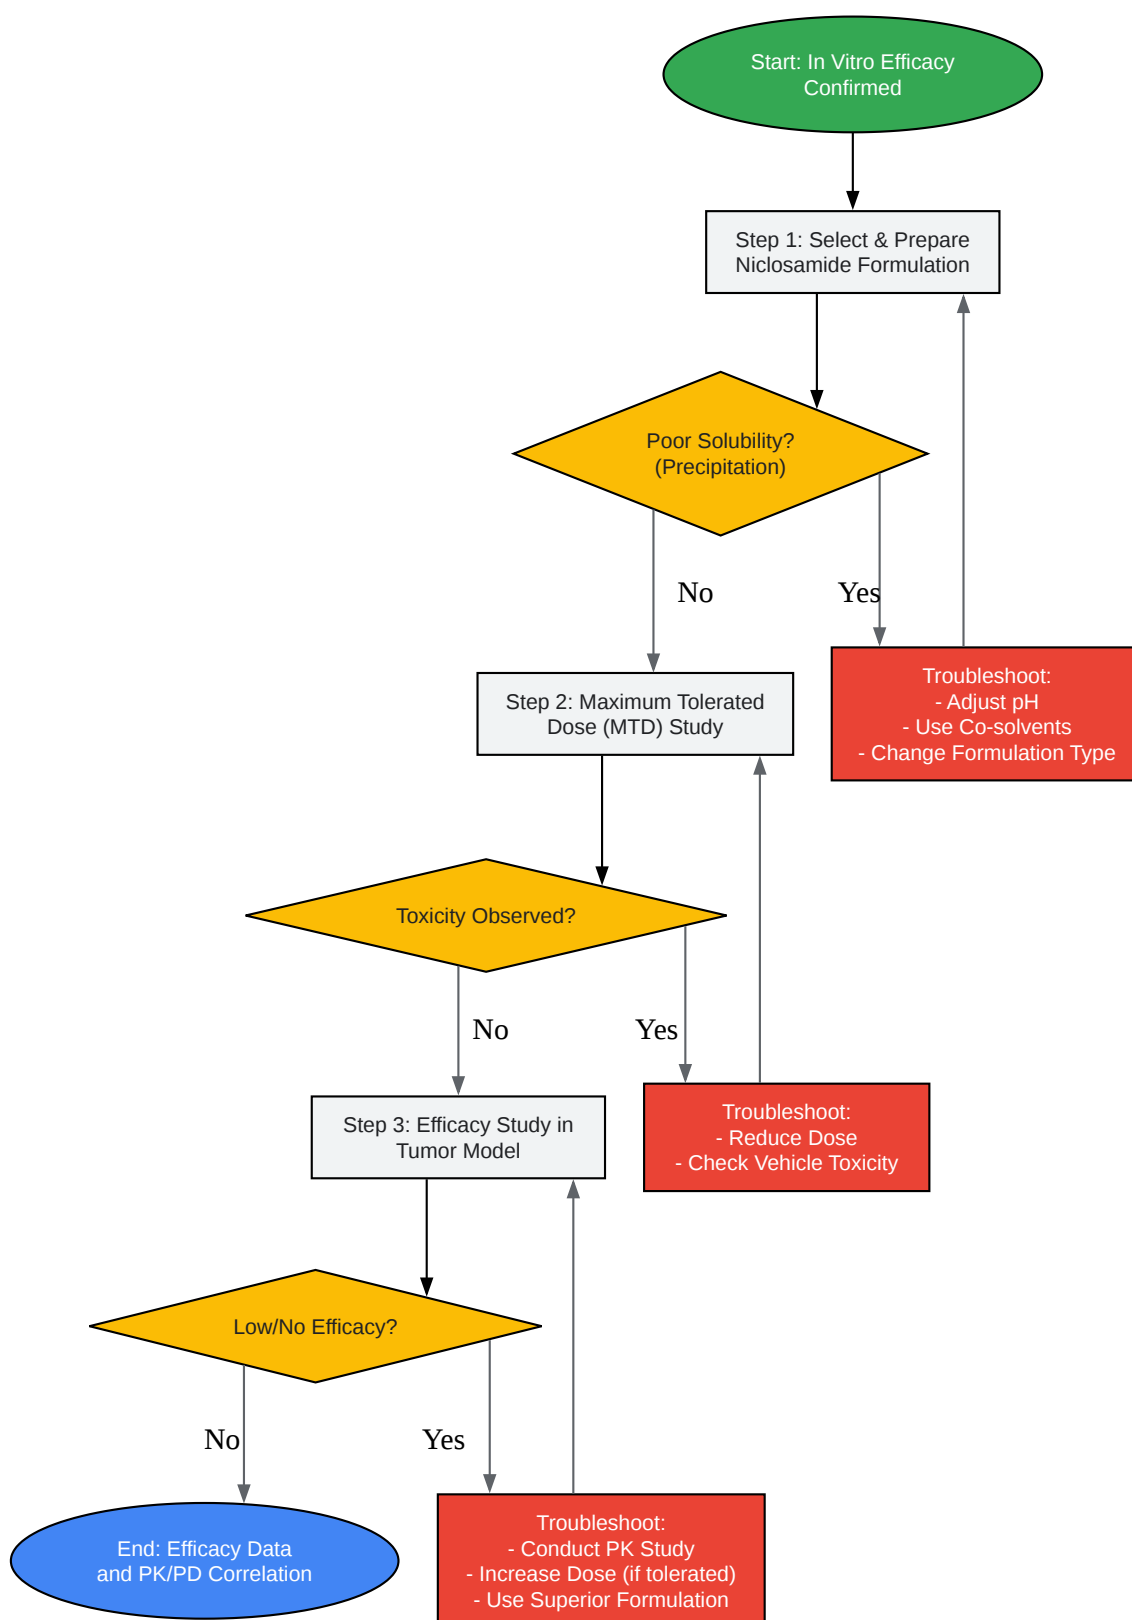 Start: In Vitro Efficacy
Confirmed
Step 1: Select & Prepare
Niclosamide Formulation
Poor Solubility?
(Precipitation)
No
Yes
Troubleshoot:
- Adjust pH
- Use Co-solvents
- Change Formulation Type
Step 2: Maximum Tolerated
Dose (MTD) Study
Toxicity Observed?
No
Yes
Troubleshoot:
- Reduce Dose
- Check Vehicle Toxicity
Step 3: Efficacy Study in
Tumor Model
Low/No Efficacy?
No
Yes
End: Efficacy Data
and PK/PD Correlation
Troubleshoot:
- Conduct PK Study
- Increase Dose (if tolerated)
- Use Superior Formulation